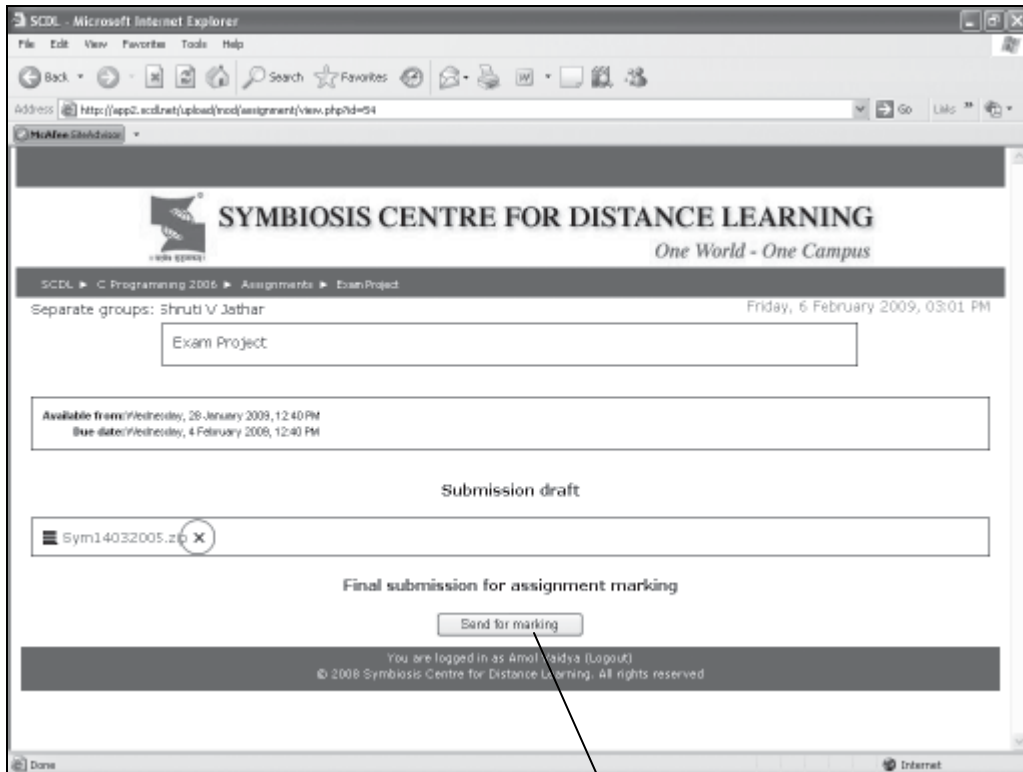 SCDL - Microsoft Internet Explorer
File Edit View Favorites Tools Help
Back Search Favorites
Address http://app2.scdl.net/upload/mod/assignment/view.php?id=54 Go Links »
McAfee SiteAdvisor
SYMBIOSIS CENTRE FOR DISTANCE LEARNING
One World - One Campus
SCDL ► C Programming 2006 ► Assignments ► Exam Project
Separate groups: Shruti V Jathar Friday, 6 February 2009, 03:01 PM
Exam Project
Available from: Wednesday, 28 January 2009, 12:40 PM
Due date: Wednesday, 4 February 2009, 12:40 PM
Submission draft
Sym14032005.zip
Final submission for assignment marking
Send for marking
You are logged in as Amol Vaidya (Logout)
© 2008 Symbiosis Centre for Distance Learning. All rights reserved
Done Internet